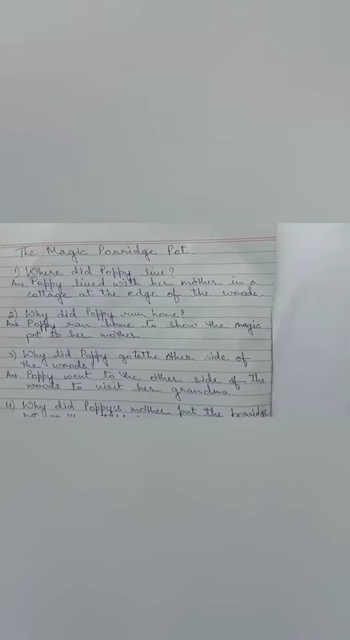 The Magic Porridge Pot.
1) Where did Poppy live?
Ans Poppy lived with her mother in a
cottage at the edge of the woods.
2) Why did Poppy run home?
Ans Poppy ran home to show the magic
pot to her mother.
3) Why did Poppy go to the other side of
the woods?
Ans. Poppy went to the other side of the
woods to visit her grandma.
4) Why did Poppy's mother put the porridge